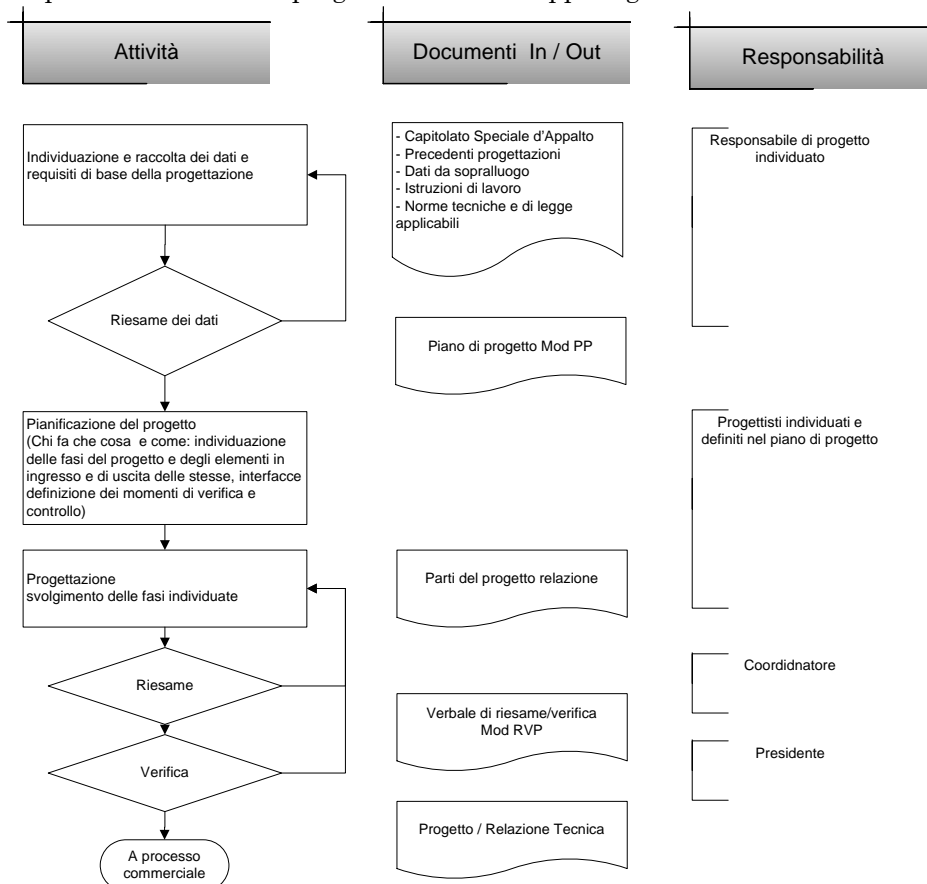 Attività
Documenti In / Out
Responsabilità
Individuazione e raccolta dei dati e
requisiti di base della progettazione
- Capitolato Speciale d'Appalto
- Precedenti progettazioni
- Dati da sopralluogo
- Istruzioni di lavoro
- Norme tecniche e di legge
applicabili
Responsabile di progetto
individuato
Riesame dei dati
Piano di progetto Mod PP
Pianificazione del progetto
(Chi fa che cosa e come: individuazione
delle fasi del progetto e degli elementi in
ingresso e di uscita delle stesse, interfacce
definizione dei momenti di verifica e
controllo)
Progettisti individuati e
definiti nel piano di progetto
Progettazione
svolgimento delle fasi individuate
Parti del progetto relazione
Riesame
Coordidnatore
Verbale di riesame/verifica
Mod RVP
Verifica
Presidente
Progetto / Relazione Tecnica
A processo
commerciale